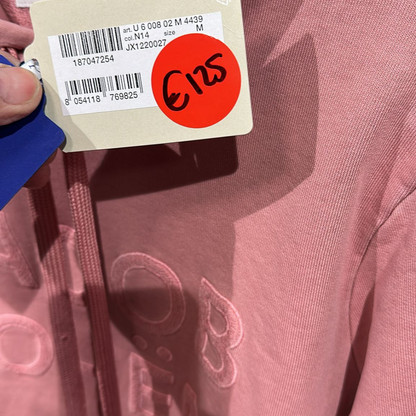 art. U 6 008 02 M 4439
col. N14 size M
JX1220027
187047254
8 054118 769825
€125